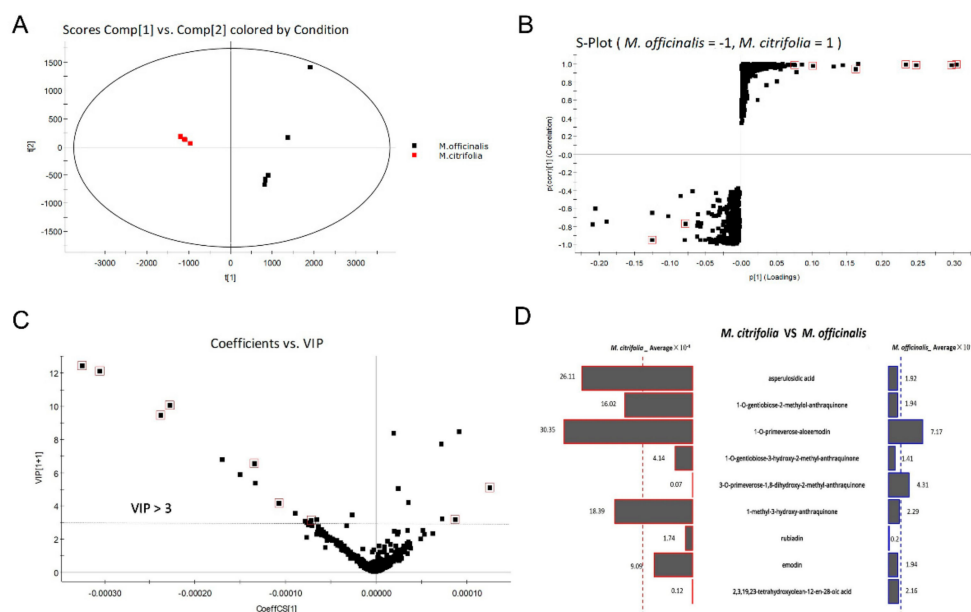 A
Scores Comp[1] vs. Comp[2] colored by Condition
1500
1000
500
0
-500
-1000
-1500
t[2]
-3000
-2000
-1000
0
1000
2000
3000
t[1]
M.officinalis
M.citrifolia
B
S-Plot ( M. officinalis = -1, M. citrifolia = 1 )
1.0
0.8
0.6
0.4
0.2
-0.0
-0.2
-0.4
-0.6
-0.8
-1.0
p(corr)[1] (Correlation)
-0.20
-0.15
-0.10
-0.05
-0.00
0.05
0.10
0.15
0.20
0.25
0.30
p[1] (Loadings)
C
Coefficients vs. VIP
12
10
8
6
4
2
0
VIP[1+1]
VIP > 3
-0.00030
-0.00020
-0.00010
0.00000
0.00010
CoeffCS[1]
D
M. citrifolia VS M. officinalis
M. citrifolia_ Average×10⁻⁴
M. officinalis_ Average×10
26.11 asperulosidic acid 1.92
16.02 1-O-gentiobiose-2-methylol-anthraquinone 1.94
30.35 1-O-primeverose-aloeemodin 7.17
4.14 1-O-gentiobiose-3-hydroxy-2-methyl-anthraquinone 1.41
0.07 3-O-primeverose-1,8-dihydroxy-2-methyl-anthraquinone 4.31
18.39 1-methyl-3-hydroxy-anthraquinone 2.29
1.74 rubiadin 0.2
9.09 emodin 1.94
0.12 2,3,19,23-tetrahydroxyolean-12-en-28-oic acid 2.16